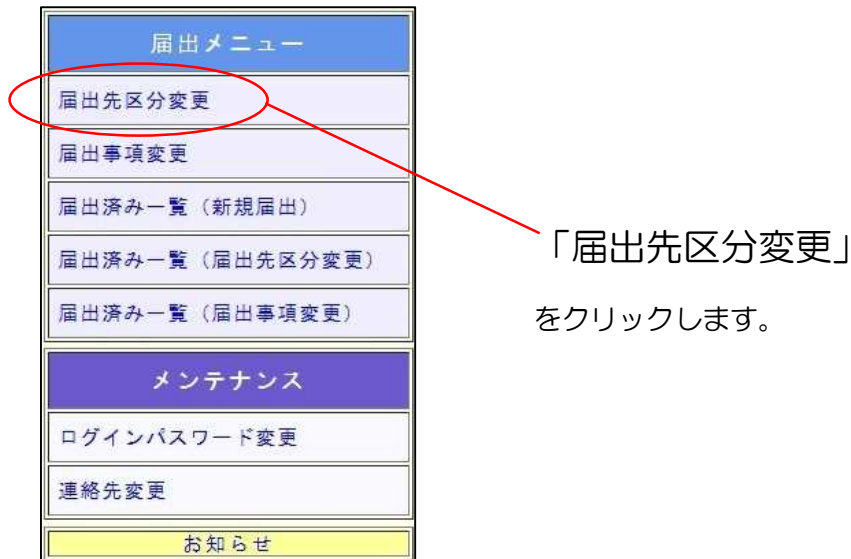 届出メニュー
届出先区分変更
届出事項変更
届出済み一覧（新規届出）
届出済み一覧（届出先区分変更）
届出済み一覧（届出事項変更）
メンテナンス
ログインパスワード変更
連絡先変更
お知らせ
「届出先区分変更」
をクリックします。